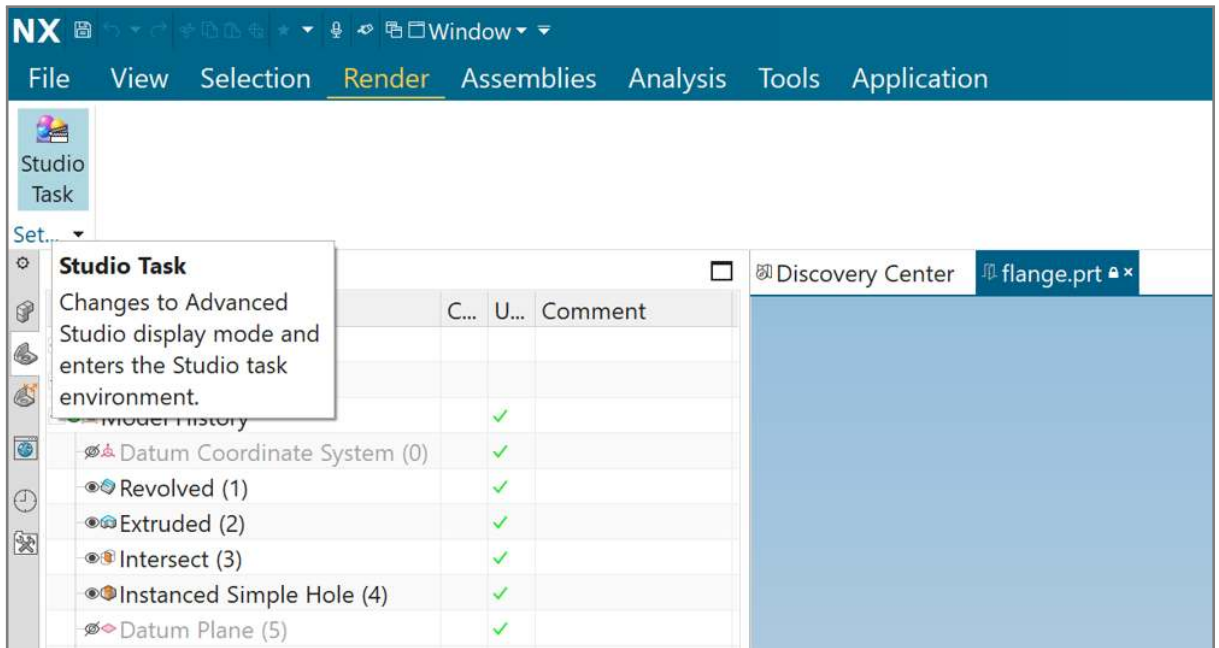 NX Window
File View Selection Render Assemblies Analysis Tools Application
Studio
Task
Set...
Studio Task
Changes to Advanced
Studio display mode and
enters the Studio task
environment.
C... U... Comment
Discovery Center flange.prt
Model History
Datum Coordinate System (0)
Revolved (1)
Extruded (2)
Intersect (3)
Instanced Simple Hole (4)
Datum Plane (5)